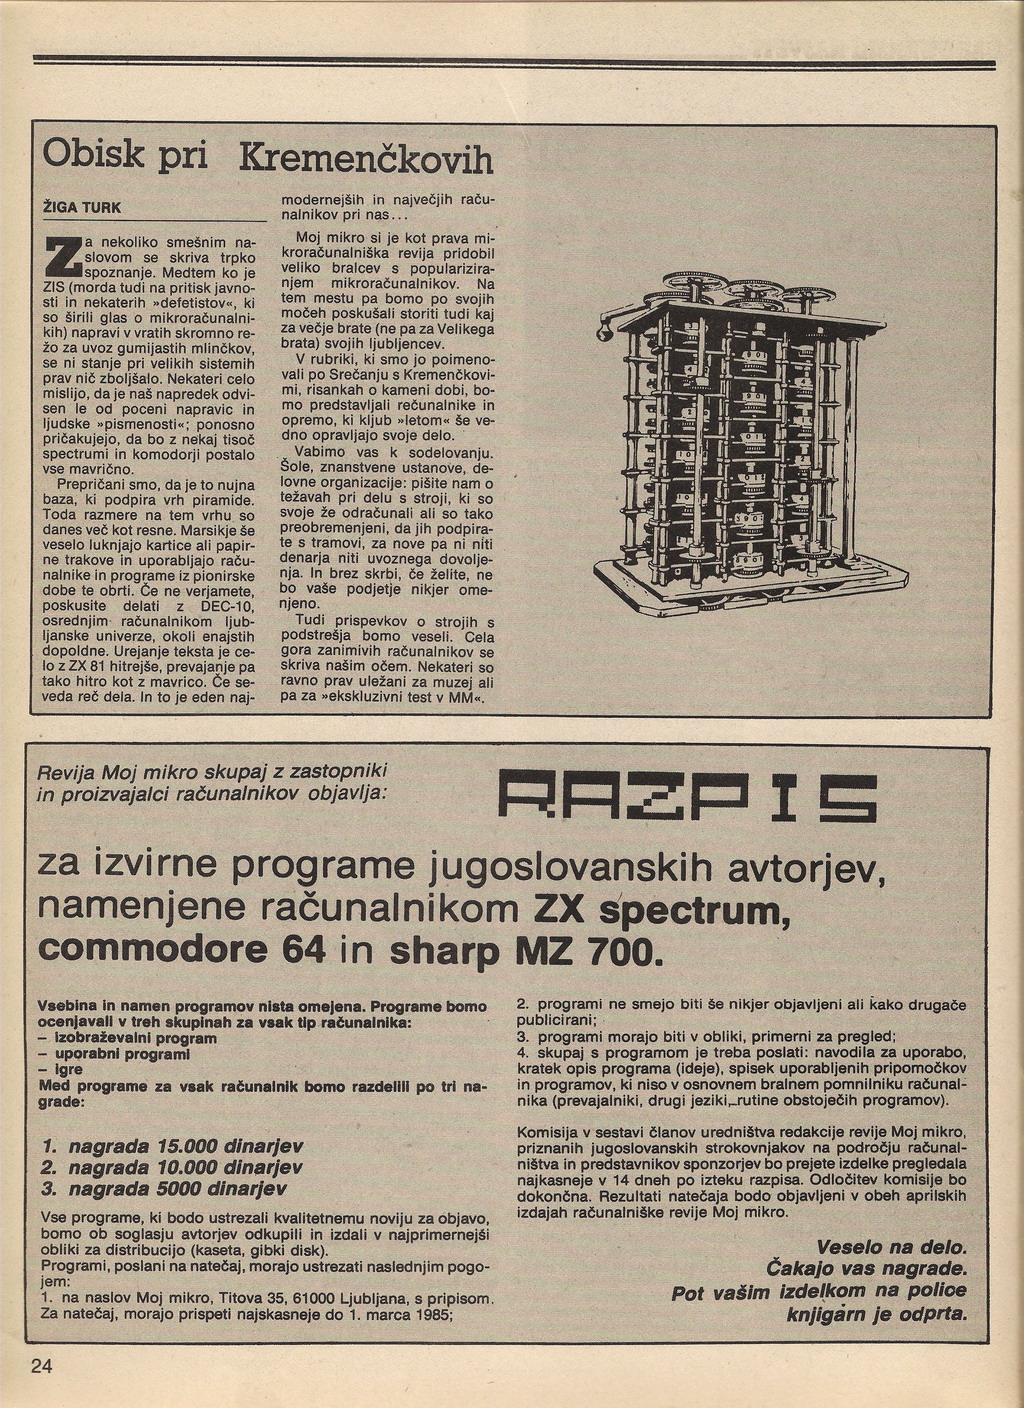 Obisk pri Kremenčkovih
ŽIGA TURK
Za nekoliko smešnim na-
slovom se skriva trpko
spoznanje. Medtem ko je
ZIS (morda tudi na pritisk javno-
sti in nekaterih »defetistov«, ki
so širili glas o mikroračunalni-
kih) napravi v vratih skromno re-
žo za uvoz gumijastih mlinčkov,
se ni stanje pri velikih sistemih
prav nič zboljšalo. Nekateri celo
mislijo, da je naš napredek odvi-
sen le od poceni napravic in
ljudske »pismenosti«; ponosno
pričakujejo, da bo z nekaj tisoč
spectrumi in komodorji postalo
vse mavrično.
Prepričani smo, da je to nujna
baza, ki podpira vrh piramide.
Toda razmere na tem vrhu so
danes več kot resne. Marsikje še
veselo luknjajo kartice ali papir-
ne trakove in uporabljajo raču-
nalnike in programe iz pionirske
dobe te obrti. Če ne verjamete,
poskusite delati z DEC-10,
osrednjim računalnikom ljub-
ljanske univerze, okoli enajstih
dopoldne. Urejanje teksta je ce-
lo z ZX 81 hitrejše, prevajanje pa
tako hitro kot z mavrico. Če se-
veda reč dela. In to je eden naj-
modernejših in največjih raču-
nalnikov pri nas...
Moj mikro si je kot prava mi-
kroračunalniška revija pridobil
veliko bralcev s popularizira-
njem mikroračunalnikov. Na
tem mestu pa bomo po svojih
močeh poskušali storiti tudi kaj
za večje brate (ne pa za Velikega
brata) svojih ljubljencev.
V rubriki, ki smo jo poimeno-
vali po Srečanju s Kremenčkovi-
mi, risankah o kameni dobi, bo-
mo predstavljali rečunalnike in
opremo, ki kljub »letom« še ve-
dno opravljajo svoje delo.
Vabimo vas k sodelovanju.
Šole, znanstvene ustanove, de-
lovne organizacije: pišite nam o
težavah pri delu s stroji, ki so
svoje že odračunali ali so tako
preobremenjeni, da jih podpira-
te s tramovi, za nove pa ni niti
denarja niti uvoznega dovolje-
nja. In brez skrbi, če želite, ne
bo vaše podjetje nikjer ome-
njeno.
Tudi prispevkov o strojih s
podstrešja bomo veseli. Cela
gora zanimivih računalnikov se
skriva našim očem. Nekateri so
ravno prav uležani za muzej ali
pa za »ekskluzivni test v MM«.
Revija Moj mikro skupaj z zastopniki
in proizvajalci računalnikov objavlja:
RAZPIS
za izvirne programe jugoslovanskih avtorjev,
namenjene računalnikom ZX spectrum,
commodore 64 in sharp MZ 700.
Vsebina in namen programov nista omejena. Programe bomo
ocenjavali v treh skupinah za vsak tip računalnika:
– izobraževalni program
– uporabni programi
– igre
Med programe za vsak računalnik bomo razdelili po tri na-
grade:
1. nagrada 15.000 dinarjev
2. nagrada 10.000 dinarjev
3. nagrada 5000 dinarjev
Vse programe, ki bodo ustrezali kvalitetnemu noviju za objavo,
bomo ob soglasju avtorjev odkupili in izdali v najprimernejši
obliki za distribucijo (kaseta, gibki disk).
Programi, poslani na natečaj, morajo ustrezati naslednjim pogo-
jem:
1. na naslov Moj mikro, Titova 35, 61000 Ljubljana, s pripisom.
Za natečaj, morajo prispeti najskasneje do 1. marca 1985;
2. programi ne smejo biti še nikjer objavljeni ali kako drugače
publicirani;
3. programi morajo biti v obliki, primerni za pregled;
4. skupaj s programom je treba poslati: navodila za uporabo,
kratek opis programa (ideje), spisek uporabljenih pripomočkov
in programov, ki niso v osnovnem bralnem pomnilniku računal-
nika (prevajalniki, drugi jeziki, rutine obstoječih programov).
Komisija v sestavi članov uredništva redakcije revije Moj mikro,
priznanih jugoslovanskih strokovnjakov na področju računal-
ništva in predstavnikov sponzorjev bo prejete izdelke pregledala
najkasneje v 14 dneh po izteku razpisa. Odločitev komisije bo
dokončna. Rezultati natečaja bodo objavljeni v obeh aprilskih
izdajah računalniške revije Moj mikro.
Veselo na delo.
Čakajo vas nagrade.
Pot vašim izdelkom na police
knjigarn je odprta.
24